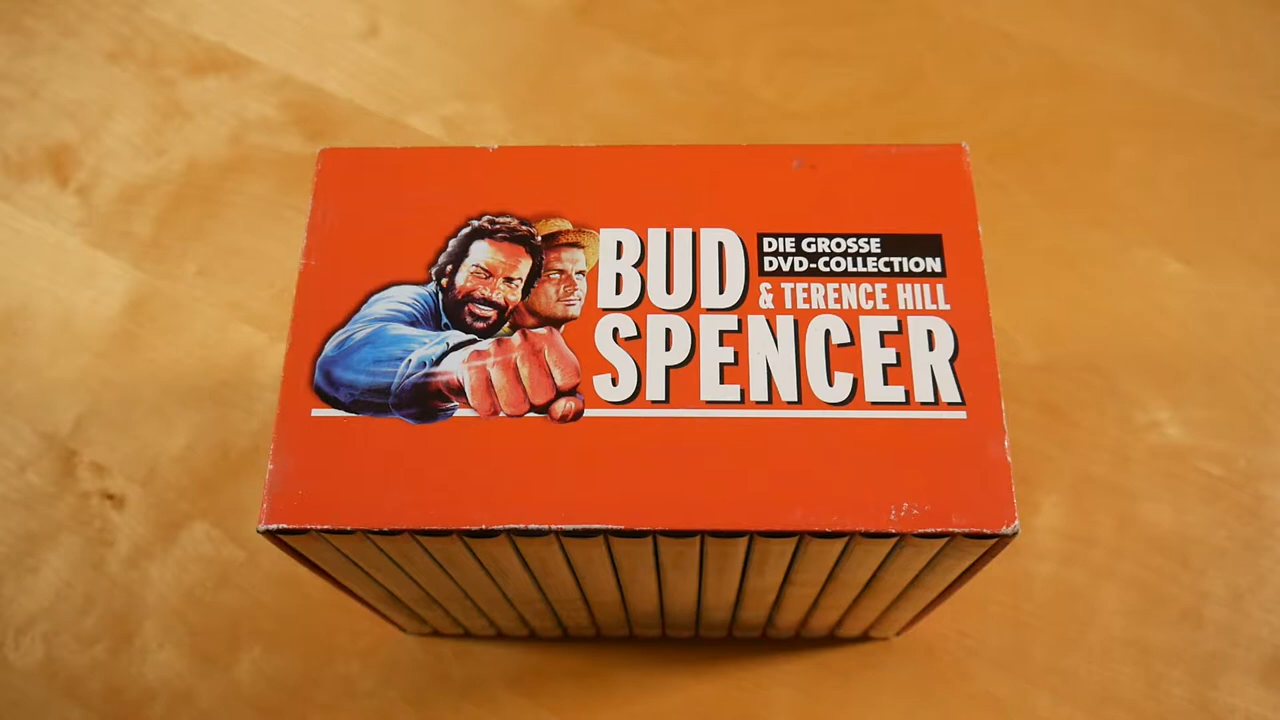 BUD
DIE GROSSE
DVD-COLLECTION
& TERENCE HILL
SPENCER